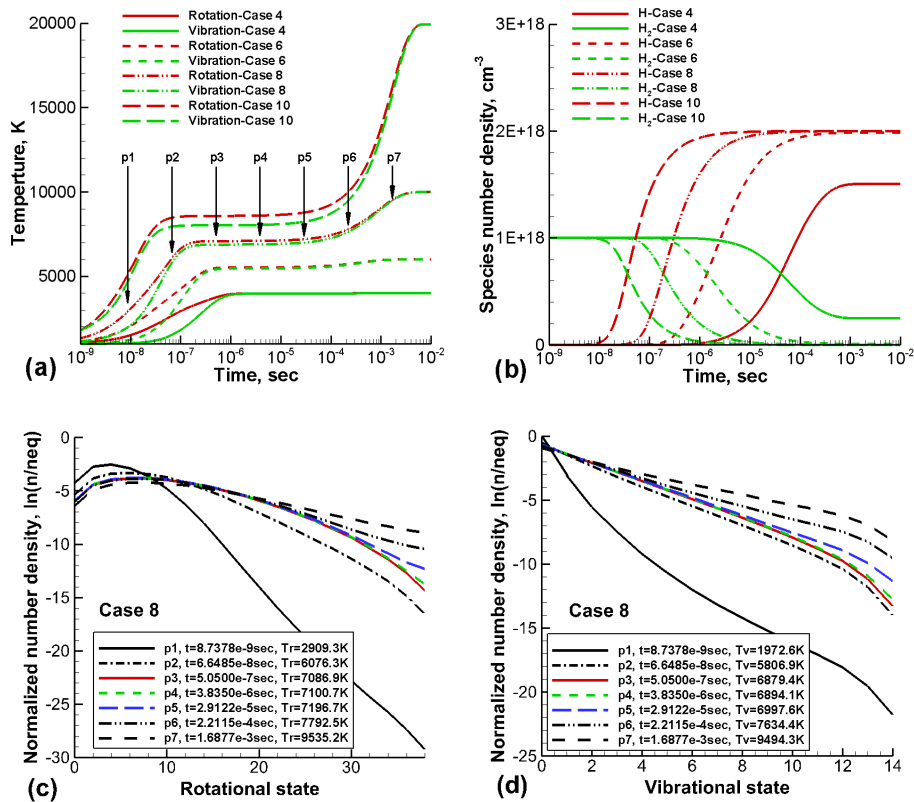 Rotation-Case 4
Vibration-Case 4
Rotation-Case 6
Vibration-Case 6
Rotation-Case 8
Vibration-Case 8
Rotation-Case 10
Vibration-Case 10
20000
15000
10000
5000
Temperture, K
p1 p2 p3 p4 p5 p6 p7
10⁻⁹ 10⁻⁸ 10⁻⁷ 10⁻⁶ 10⁻⁵ 10⁻⁴ 10⁻³ 10⁻²
Time, sec
(a)
H-Case 4
H₂-Case 4
H-Case 6
H₂-Case 6
H-Case 8
H₂-Case 8
H-Case 10
H₂-Case 10
3E+18
2E+18
1E+18
0
Species number density, cm⁻³
10⁻⁹ 10⁻⁸ 10⁻⁷ 10⁻⁶ 10⁻⁵ 10⁻⁴ 10⁻³ 10⁻²
Time, sec
(b)
0
-5
-10
-15
-20
-25
-30
Normalized number density, ln(n/neq)
Case 8
p1, t=8.7378e-9sec, Tr=2909.3K
p2, t=6.6485e-8sec, Tr=6076.3K
p3, t=5.0500e-7sec, Tr=7086.9K
p4, t=3.8350e-6sec, Tr=7100.7K
p5, t=2.9122e-5sec, Tr=7196.7K
p6, t=2.2115e-4sec, Tr=7792.5K
p7, t=1.6877e-3sec, Tr=9535.2K
0 10 20 30
Rotational state
(c)
0
-5
-10
-15
-20
-25
Normalized number density, ln(n/neq)
Case 8
p1, t=8.7378e-9sec, Tv=1972.6K
p2, t=6.6485e-8sec, Tv=5806.9K
p3, t=5.0500e-7sec, Tv=6879.4K
p4, t=3.8350e-6sec, Tv=6894.1K
p5, t=2.9122e-5sec, Tv=6997.6K
p6, t=2.2115e-4sec, Tv=7634.4K
p7, t=1.6877e-3sec, Tv=9494.3K
0 2 4 6 8 10 12 14
Vibrational state
(d)